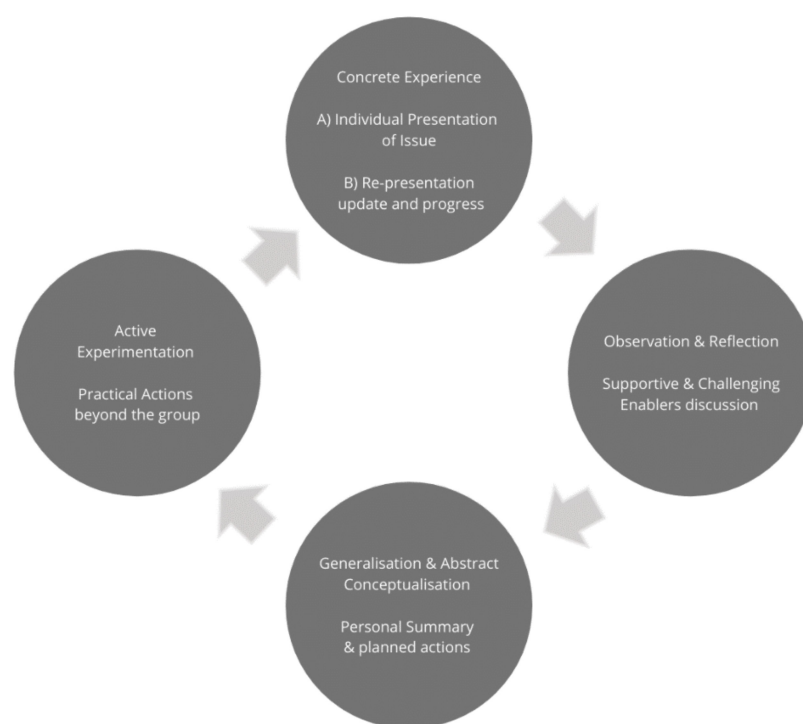 Concrete Experience
A) Individual Presentation
of Issue
B) Re-presentation
update and progress
Observation & Reflection
Supportive & Challenging
Enablers discussion
Generalisation & Abstract
Conceptualisation
Personal Summary
& planned actions
Active
Experimentation
Practical Actions
beyond the group